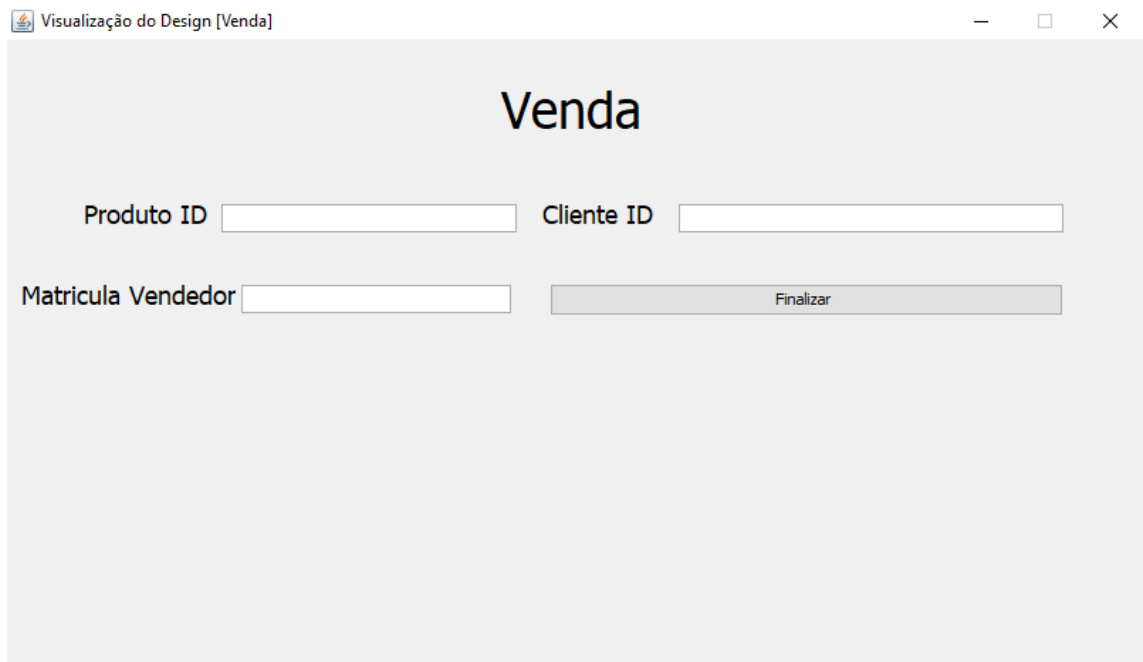 Visualização do Design [Venda]
Venda
Produto ID Cliente ID
Matricula Vendedor Finalizar